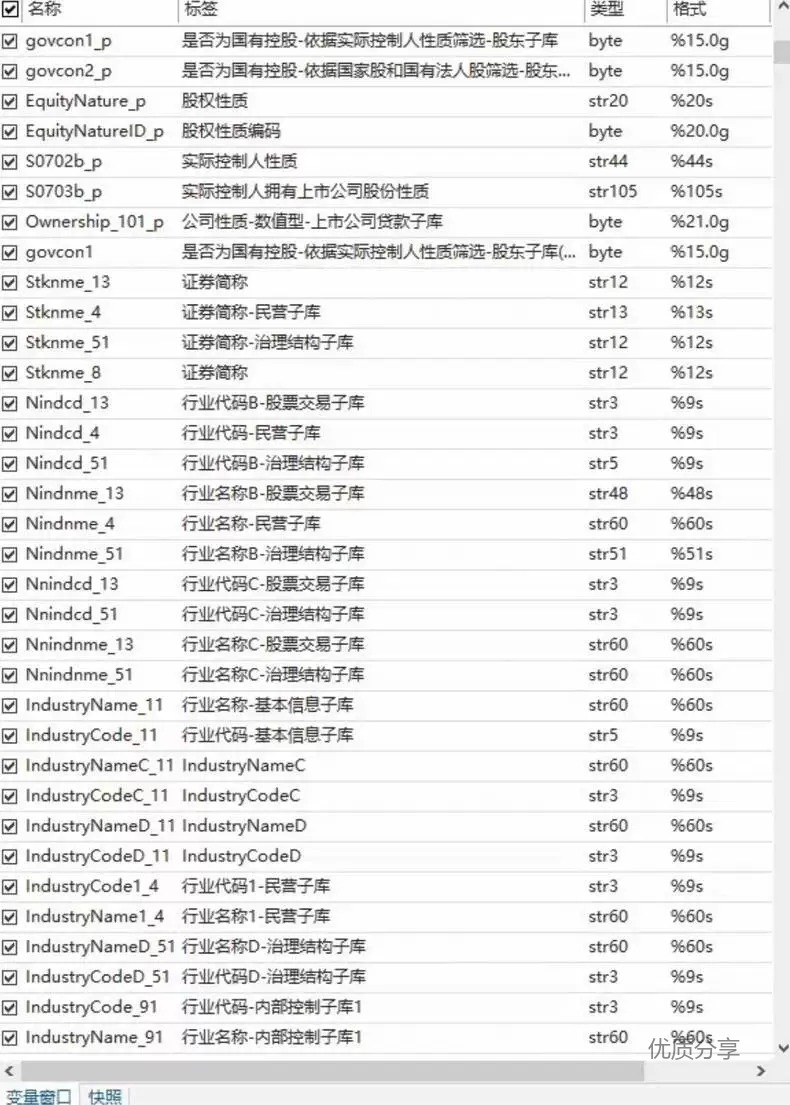 名称 标签 类型 格式
govcon1_p 是否为国有控股-依据实际控制人性质筛选-股东子库 byte %15.0g
govcon2_p 是否为国有控股-依据国家股和国有法人股筛选-股东... byte %15.0g
EquityNature_p 股权性质 str20 %20s
EquityNatureID_p 股权性质编码 byte %20.0g
S0702b_p 实际控制人性质 str44 %44s
S0703b_p 实际控制人拥有上市公司股份性质 str105 %105s
Ownership_101_p 公司性质-数值型-上市公司贷款子库 byte %21.0g
govcon1 是否为国有控股-依据实际控制人性质筛选-股东子库(... byte %15.0g
Stknme_13 证券简称 str12 %12s
Stknme_4 证券简称-民营子库 str13 %13s
Stknme_51 证券简称-治理结构子库 str12 %12s
Stknme_8 证券简称 str12 %12s
Nindcd_13 行业代码B-股票交易子库 str3 %9s
Nindcd_4 行业代码-民营子库 str3 %9s
Nindcd_51 行业代码B-治理结构子库 str5 %9s
Nindnme_13 行业名称B-股票交易子库 str48 %48s
Nindnme_4 行业名称-民营子库 str60 %60s
Nindnme_51 行业名称B-治理结构子库 str51 %51s
Nnindcd_13 行业代码C-股票交易子库 str3 %9s
Nnindcd_51 行业代码C-治理结构子库 str3 %9s
Nnindnme_13 行业名称C-股票交易子库 str60 %60s
Nnindnme_51 行业名称C-治理结构子库 str60 %60s
IndustryName_11 行业名称-基本信息子库 str60 %60s
IndustryCode_11 行业代码-基本信息子库 str5 %9s
IndustryNameC_11 IndustryNameC str60 %60s
IndustryCodeC_11 IndustryCodeC str3 %9s
IndustryNameD_11 IndustryNameD str60 %60s
IndustryCodeD_11 IndustryCodeD str3 %9s
IndustryCode1_4 行业代码1-民营子库 str3 %9s
IndustryName1_4 行业名称1-民营子库 str60 %60s
IndustryNameD_51 行业名称D-治理结构子库 str60 %60s
IndustryCodeD_51 行业代码D-治理结构子库 str3 %9s
IndustryCode_91 行业代码-内部控制子库1 str3 %9s
IndustryName_91 行业名称-内部控制子库1 str60 %60s
优质分享
变量窗口 快照